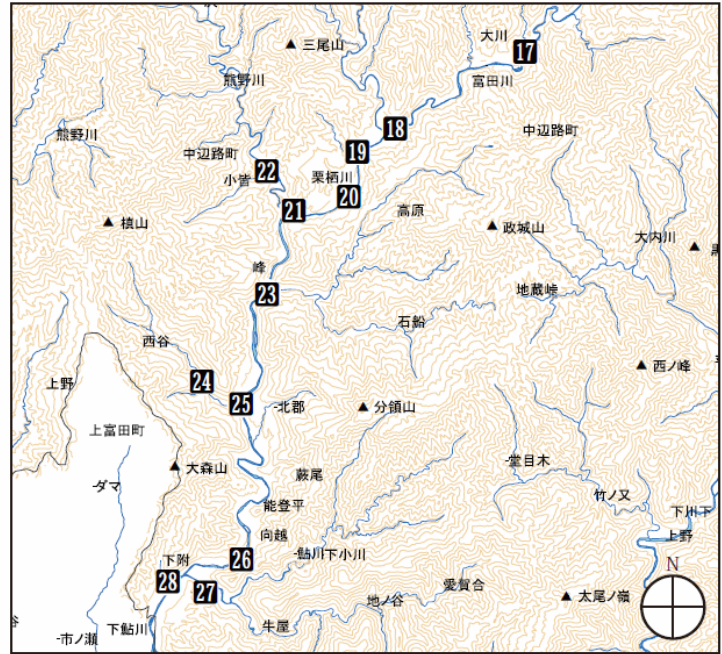 大川
17
三尾山
富田川
熊野川
熊野川
18
中辺路町
19
中辺路町
22
小皆
栗栖川
20
21
高原
槙山
政城山
大内川
峰
23
地蔵峠
石船
西谷
24
西ノ峰
上野
25
-北郡
分領山
上富田町
大森山
蕨尾
-堂目木
-ダマ
竹ノ又
能登平
下川下
向越
上野
26
-鮎川下小川
下附
N
28
27
愛賀合
地ノ谷
太尾ノ嶺
下鮎川
牛屋
-市ノ瀬
谷